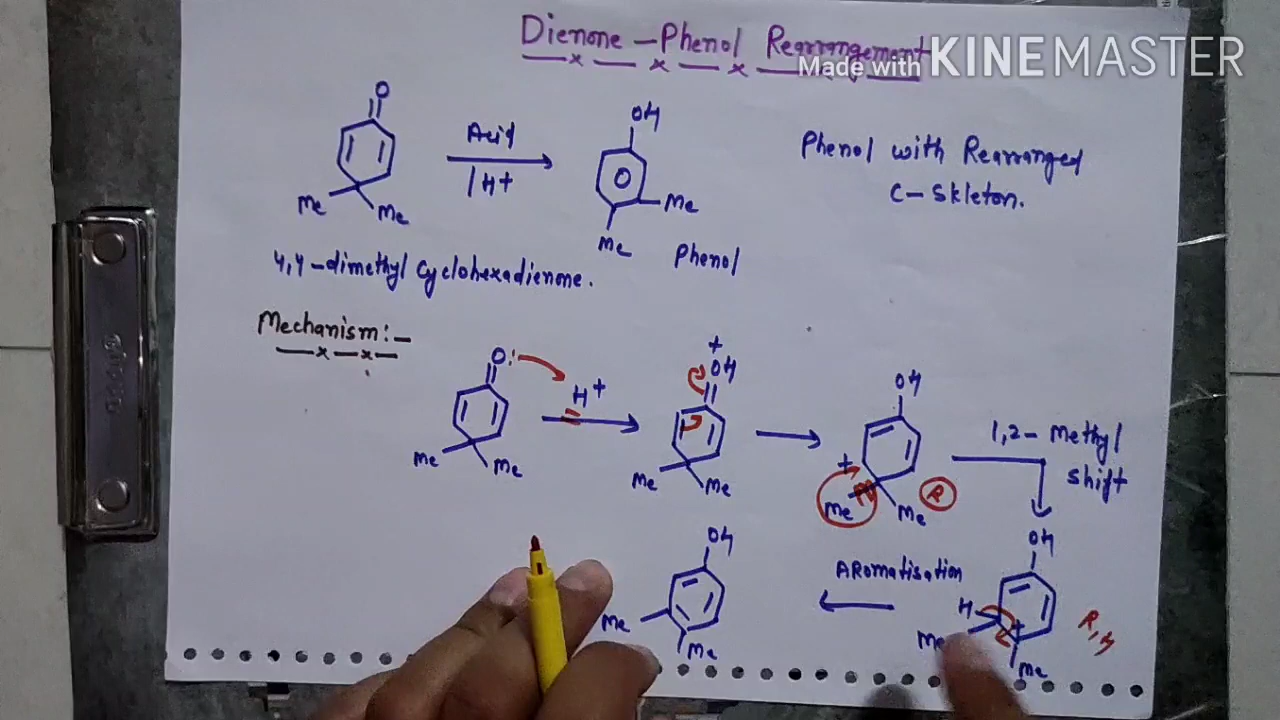 Dienone - Phenol Rearrangement
Made with KINEMASTER
O
Acid
/H+
Me
Me
OH
Me
Me
Phenol
Phenol with Rearranged
C- Skleton.
4,4-dimethyl cyclohexadienone.
Mechanism:-
O:
H+
Me
Me
+
OH
Me
Me
OH
+
Me
Me
R
1,2- Methyl
Shift
OH
H
Me
+
Me
R, H
ARomatisation
OH
Me
Me